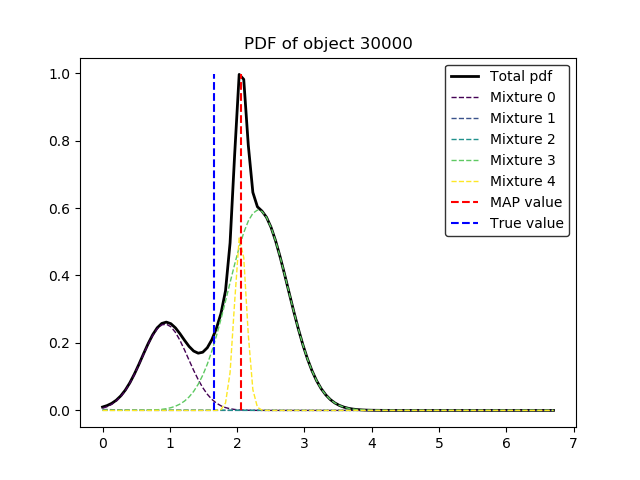 PDF of object 30000
1.0
0.8
0.6
0.4
0.2
0.0
0 1 2 3 4 5 6 7
Total pdf
Mixture 0
Mixture 1
Mixture 2
Mixture 3
Mixture 4
MAP value
True value